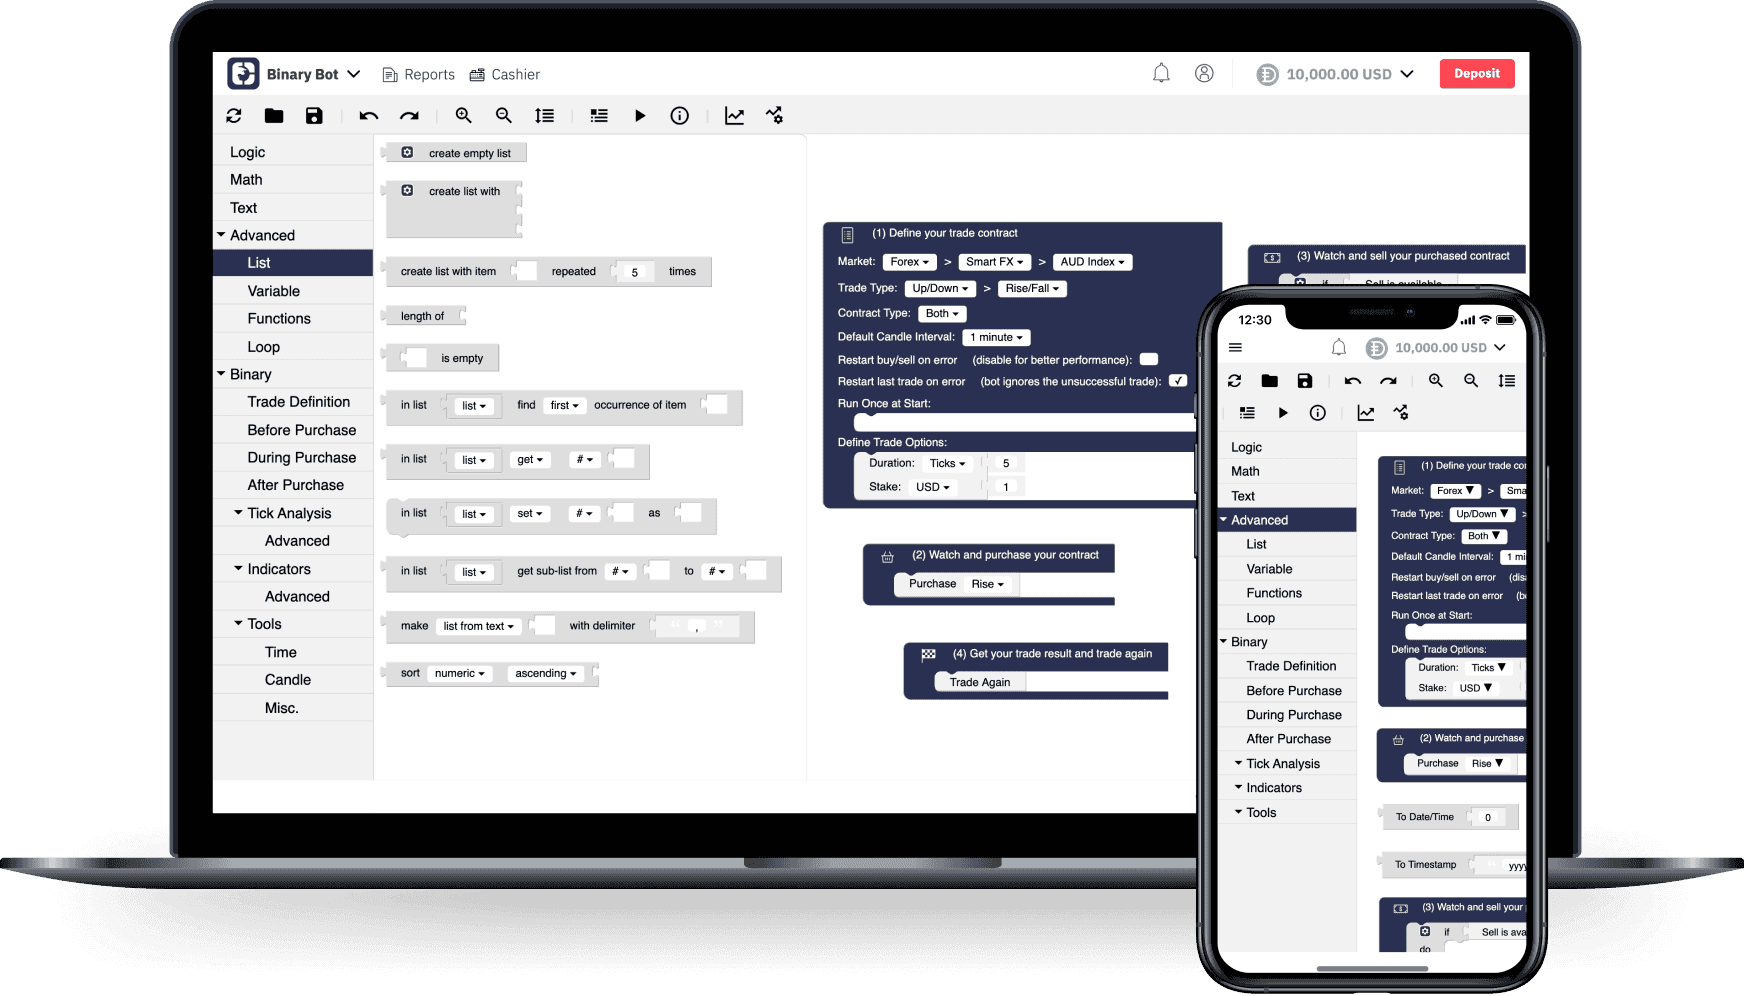 Binary Bot Reports Cashier 10,000.00 USD Deposit
Logic
Math
Text
Advanced
List
Variable
Functions
Loop
Binary
Trade Definition
Before Purchase
During Purchase
After Purchase
Tick Analysis
Advanced
Indicators
Advanced
Tools
Time
Candle
Misc.
create empty list
create list with
create list with item repeated 5 times
length of
is empty
in list list find first occurrence of item
in list list get #
in list list set # as
in list list get sub-list from # to #
make list from text with delimiter “ , ”
sort numeric ascending
(1) Define your trade contract
Market: Forex > Smart FX > AUD Index
Trade Type: Up/Down > Rise/Fall
Contract Type: Both
Default Candle Interval: 1 minute
Restart buy/sell on error (disable for better performance):
Restart last trade on error (bot ignores the unsuccessful trade): ✓
Run Once at Start:
Define Trade Options:
Duration: Ticks 5
Stake: USD 1
(2) Watch and purchase your contract
Purchase Rise
(4) Get your trade result and trade again
Trade Again
(3) Watch and sell your purchased contract
if Sell is available
12:30
10,000.00 USD
Logic
Math
Text
Advanced
List
Variable
Functions
Loop
Binary
Trade Definition
Before Purchase
During Purchase
After Purchase
Tick Analysis
Indicators
Tools
(1) Define your trade cor
Market: Forex > Sma
Trade Type: Up/Down >
Contract Type: Both
Default Candle Interval: 1 mi
Restart buy/sell on error (disa
Restart last trade on error (bo
Run Once at Start:
Define Trade Options:
Duration: Ticks
Stake: USD
(2) Watch and purchase
Purchase Rise
To Date/Time 0
To Timestamp “ yyyy
(3) Watch and sell your
if Sell is ava
do